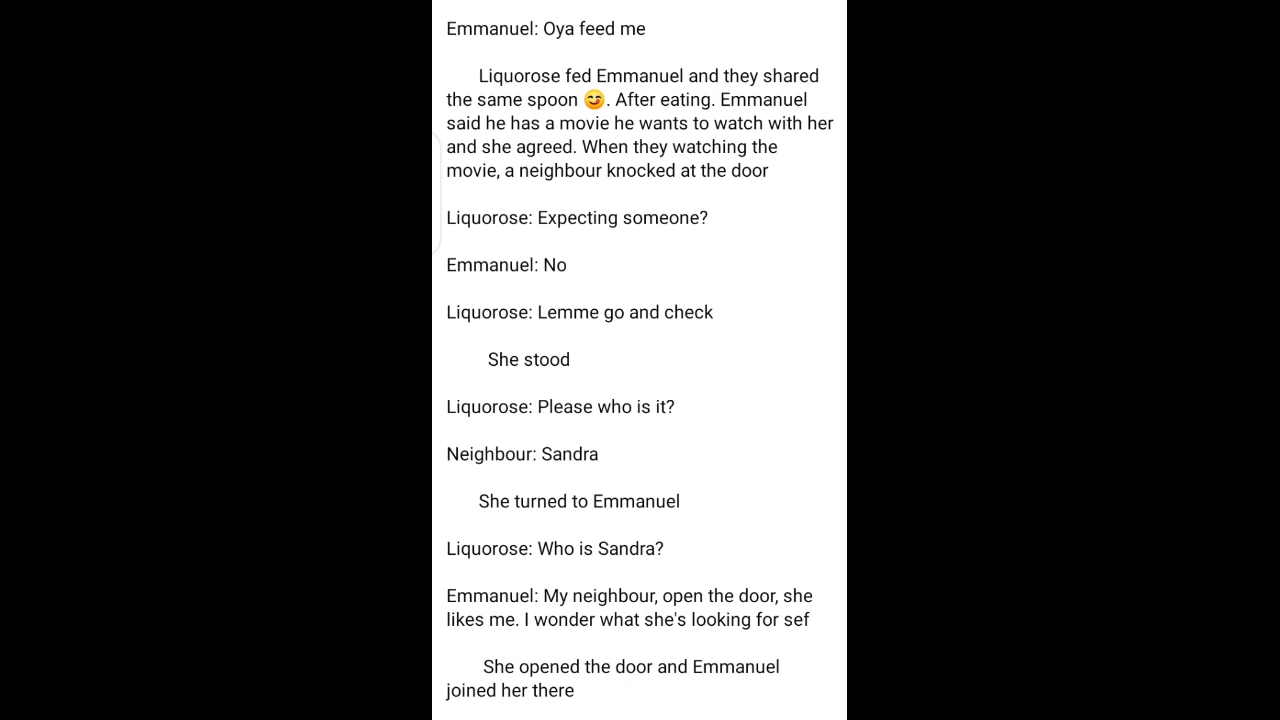 Emmanuel: Oya feed me
Liquorose fed Emmanuel and they shared
the same spoon 😋. After eating. Emmanuel
said he has a movie he wants to watch with her
and she agreed. When they watching the
movie, a neighbour knocked at the door
Liquorose: Expecting someone?
Emmanuel: No
Liquorose: Lemme go and check
She stood
Liquorose: Please who is it?
Neighbour: Sandra
She turned to Emmanuel
Liquorose: Who is Sandra?
Emmanuel: My neighbour, open the door, she
likes me. I wonder what she's looking for sef
She opened the door and Emmanuel
joined her there